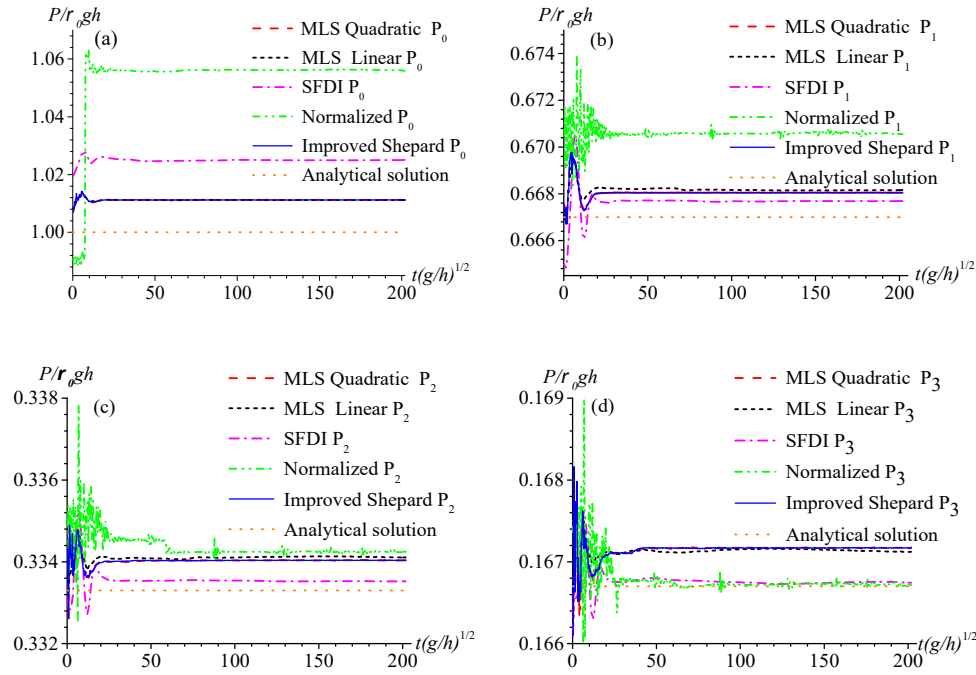 P/r₀gh
(a)
MLS Quadratic P₀
MLS Linear P₀
SFDI P₀
Normalized P₀
Improved Shepard P₀
Analytical solution
1.06
1.04
1.02
1.00
0 50 100 150 200
t(g/h)^1/2
P/r₀gh
(b)
MLS Quadratic P₁
MLS Linear P₁
SFDI P₁
Normalized P₁
Improved Shepard P₁
Analytical solution
0.674
0.672
0.670
0.668
0.666
0 50 100 150 200
t(g/h)^1/2
P/r₀gh
(c)
MLS Quadratic P₂
MLS Linear P₂
SFDI P₂
Normalized P₂
Improved Shepard P₂
Analytical solution
0.338
0.336
0.334
0.332
0 50 100 150 200
t(g/h)^1/2
P/r₀gh
(d)
MLS Quadratic P₃
MLS Linear P₃
SFDI P₃
Normalized P₃
Improved Shepard P₃
Analytical solution
0.169
0.168
0.167
0.166
0 50 100 150 200
t(g/h)^1/2